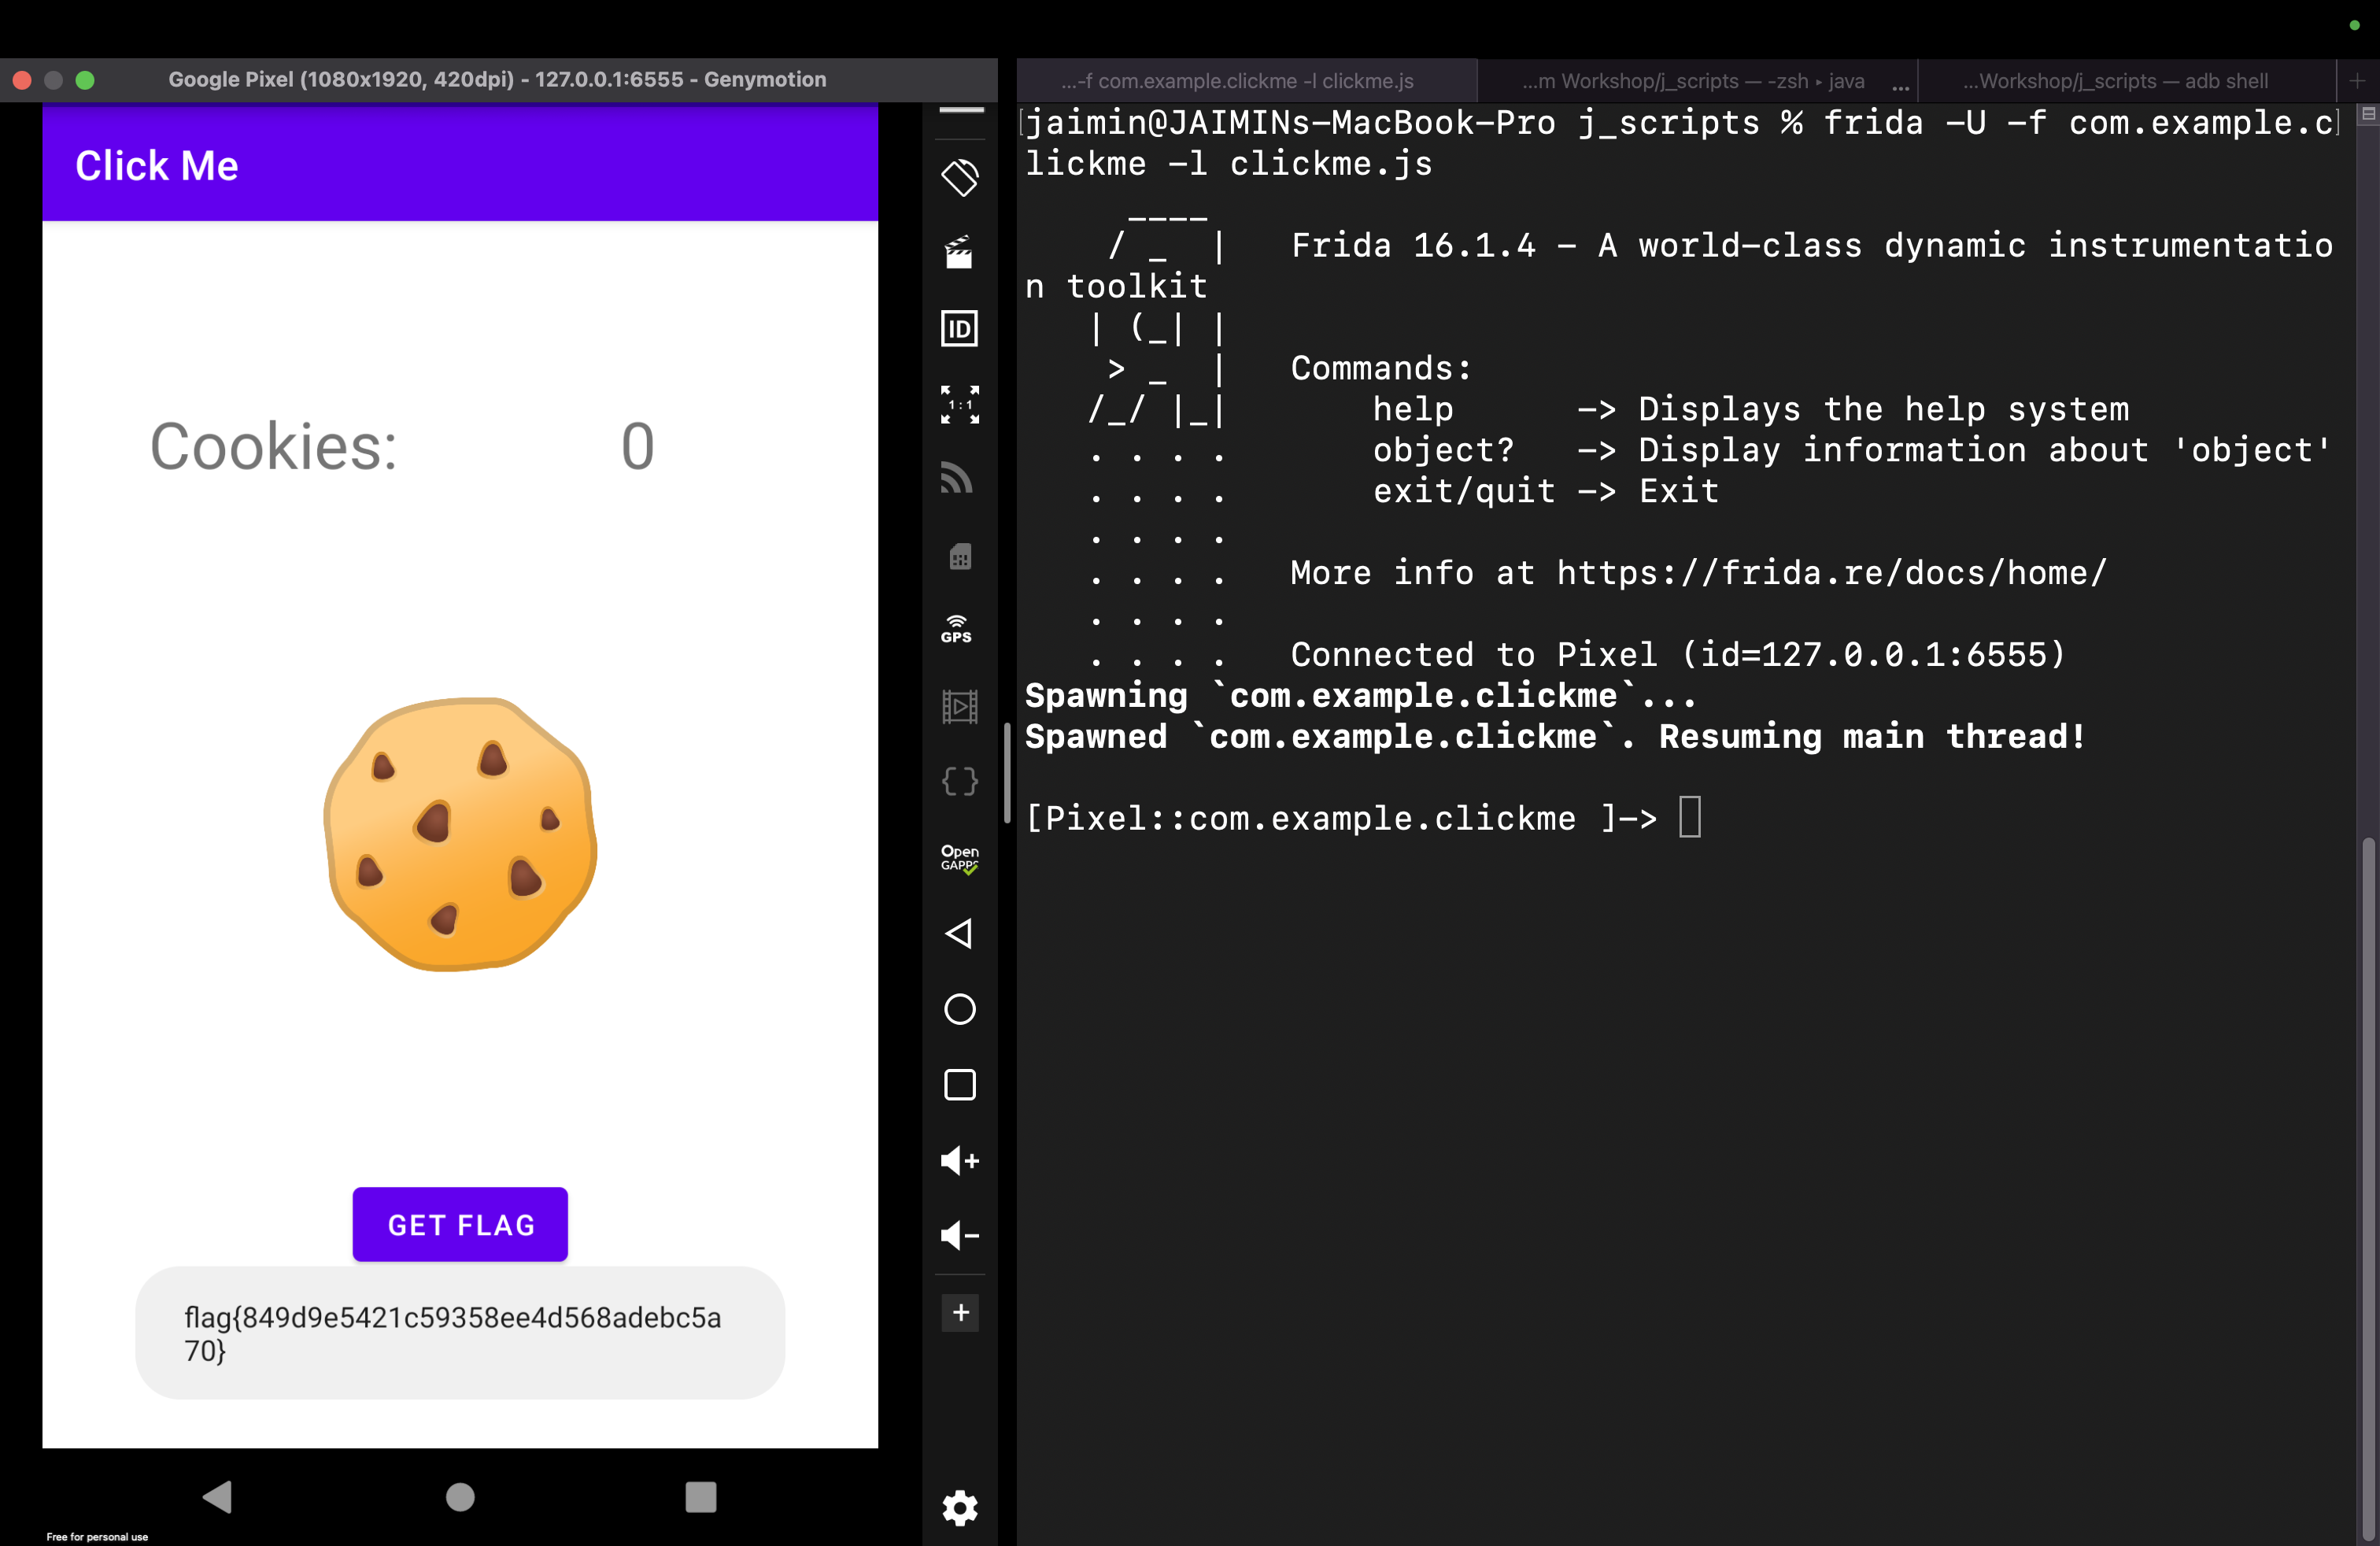 Google Pixel (1080x1920, 420dpi) - 127.0.0.1:6555 - Genymotion
Click Me
Cookies: 0
GET FLAG
flag{849d9e5421c59358ee4d568adebc5a
70}
Free for personal use
ID
1:1
GPS
{}
Open
GAPPS
...-f com.example.clickme -l clickme.js
...m Workshop/j_scripts — -zsh ▸ java ...
...Workshop/j_scripts — adb shell
[jaimin@JAIMINs-MacBook-Pro j_scripts % frida -U -f com.example.c]
lickme -l clickme.js
     ____
    / _  |   Frida 16.1.4 - A world-class dynamic instrumentatio
n toolkit
   | (_| |
    > _  |   Commands:
   /_/ |_|       help      -> Displays the help system
   . . . .       object?   -> Display information about 'object'
   . . . .       exit/quit -> Exit
   . . . .
   . . . .   More info at https://frida.re/docs/home/
   . . . .
   . . . .   Connected to Pixel (id=127.0.0.1:6555)
Spawning `com.example.clickme`...
Spawned `com.example.clickme`. Resuming main thread!
[Pixel::com.example.clickme ]->